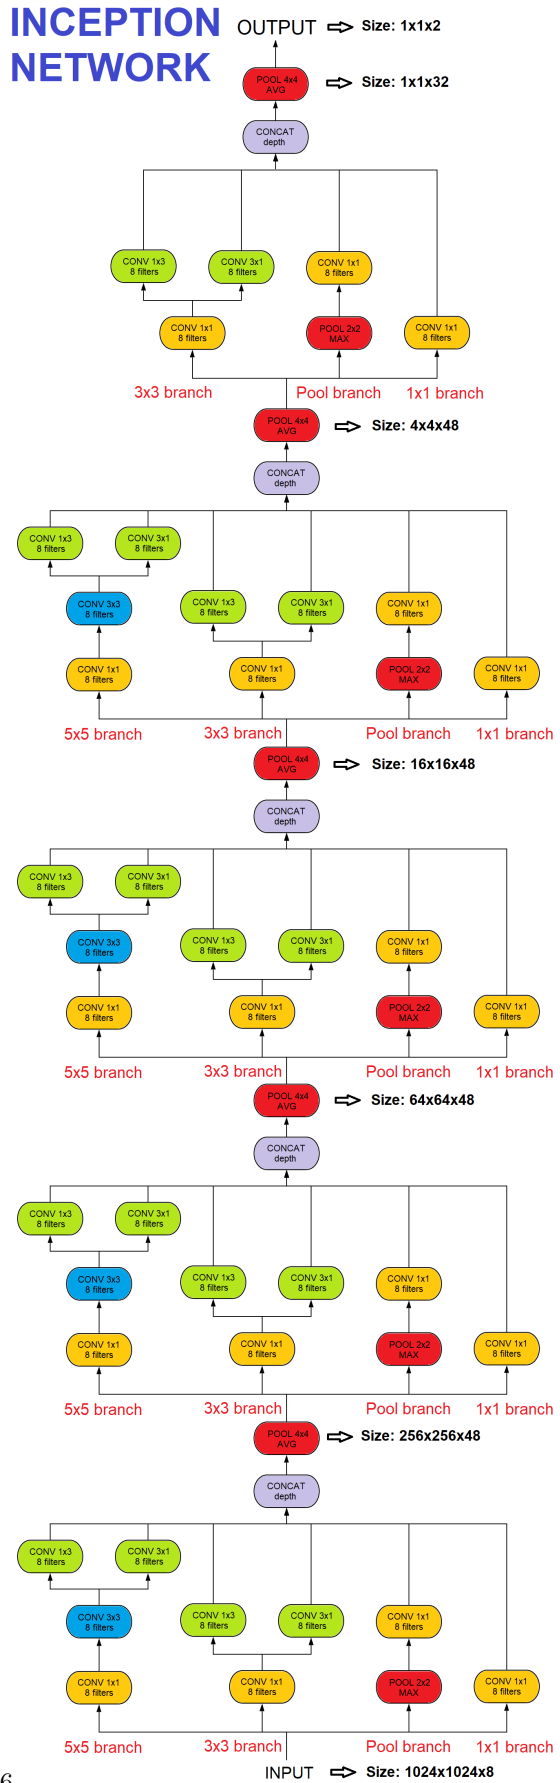 INCEPTION
NETWORK
OUTPUT Size: 1x1x2
POOL 4x4
AVG
Size: 1x1x32
CONCAT
depth
CONV 1x3
8 filters
CONV 3x1
8 filters
CONV 1x1
8 filters
CONV 1x1
8 filters
POOL 2x2
MAX
CONV 1x1
8 filters
3x3 branch Pool branch 1x1 branch
POOL 4x4
AVG
Size: 4x4x48
CONCAT
depth
CONV 1x3
8 filters
CONV 3x1
8 filters
CONV 3x3
8 filters
CONV 1x3
8 filters
CONV 3x1
8 filters
CONV 1x1
8 filters
CONV 1x1
8 filters
CONV 1x1
8 filters
POOL 2x2
MAX
CONV 1x1
8 filters
5x5 branch 3x3 branch Pool branch 1x1 branch
POOL 4x4
AVG
Size: 16x16x48
CONCAT
depth
CONV 1x3
8 filters
CONV 3x1
8 filters
CONV 3x3
8 filters
CONV 1x3
8 filters
CONV 3x1
8 filters
CONV 1x1
8 filters
CONV 1x1
8 filters
CONV 1x1
8 filters
POOL 2x2
MAX
CONV 1x1
8 filters
5x5 branch 3x3 branch Pool branch 1x1 branch
POOL 4x4
AVG
Size: 64x64x48
CONCAT
depth
CONV 1x3
8 filters
CONV 3x1
8 filters
CONV 3x3
8 filters
CONV 1x3
8 filters
CONV 3x1
8 filters
CONV 1x1
8 filters
CONV 1x1
8 filters
CONV 1x1
8 filters
POOL 2x2
MAX
CONV 1x1
8 filters
5x5 branch 3x3 branch Pool branch 1x1 branch
POOL 4x4
AVG
Size: 256x256x48
CONCAT
depth
CONV 1x3
8 filters
CONV 3x1
8 filters
CONV 3x3
8 filters
CONV 1x3
8 filters
CONV 3x1
8 filters
CONV 1x1
8 filters
CONV 1x1
8 filters
CONV 1x1
8 filters
POOL 2x2
MAX
CONV 1x1
8 filters
5x5 branch 3x3 branch Pool branch 1x1 branch
INPUT Size: 1024x1024x8